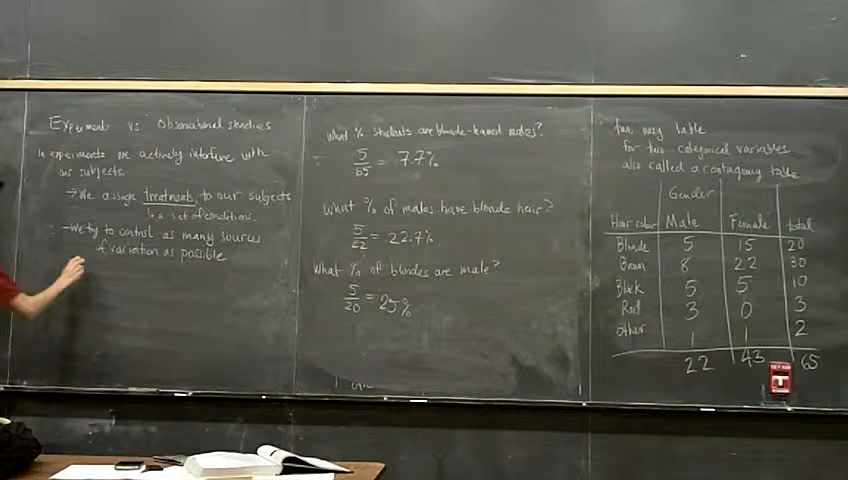 Experiments vs Observational studies
In experiments we actively interfere with
our subjects.
→ We assign treatments, to our subjects
↳ a set of conditions.
- We try to control as many sources
of variation as possible
What % students are blonde-haired males?
5/65 = 7.7%
What % of males have blonde hair?
5/22 = 22.7%
What % of blondes are male?
5/20 = 25%
two way table
for two categorical variables
also called a contingency table
Gender
Hair color Male Female total
Blonde 5 15 20
Brown 8 22 30
Black 5 5 10
Red 3 0 3
Other 1 1 2
22 43 65